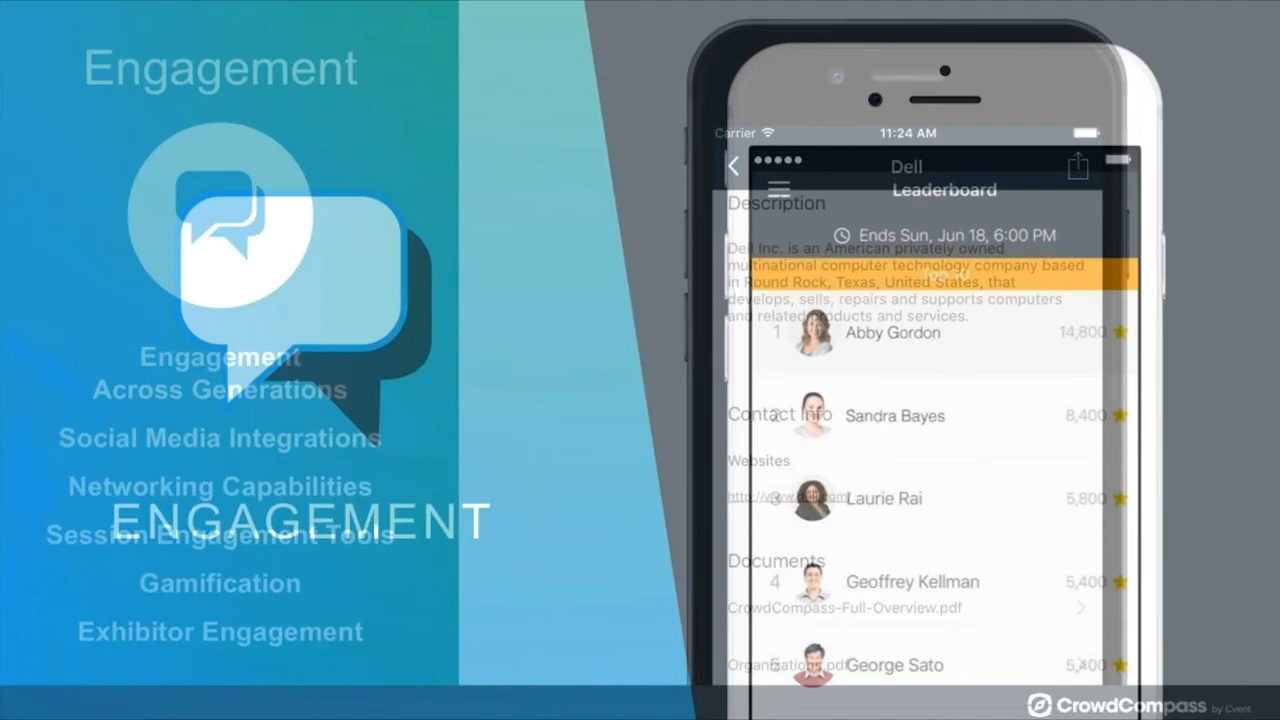 Engagement
Engagement
Across Generations
Social Media Integrations
Networking Capabilities
ENGAGEMENT
Session Engagement Tools
Gamification
Exhibitor Engagement
Carrier
11:24 AM
Dell
Leaderboard
Description
Ends Sun, Jun 18, 6:00 PM
Dell Inc. is an American privately owned
multinational computer technology company based
in Round Rock, Texas, United States, that
develops, sells, repairs and supports computers
and related products and services.
1 Abby Gordon 14,800
Contact Info
2 Sandra Bayes 8,400
Websites
3 Laurie Rai 5,800
Documents
4 Geoffrey Kellman 5,400
CrowdCompass-Full-Overview.pdf
Organizations.pdf
5 George Sato 5,400
CrowdCompass by Cvent